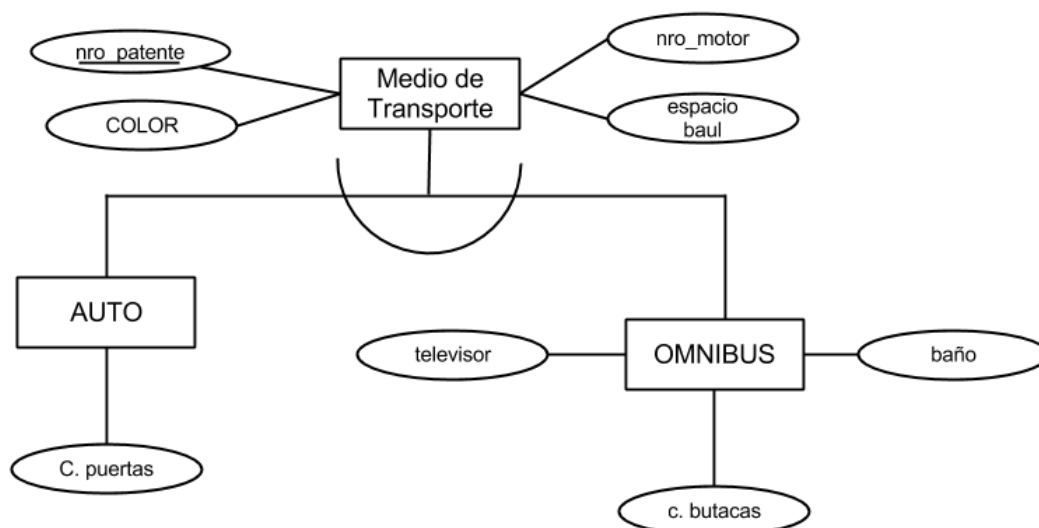 nro_patente
Medio de
Transporte
nro_motor
COLOR
espacio
baul
AUTO
televisor
OMNIBUS
baño
C. puertas
c. butacas